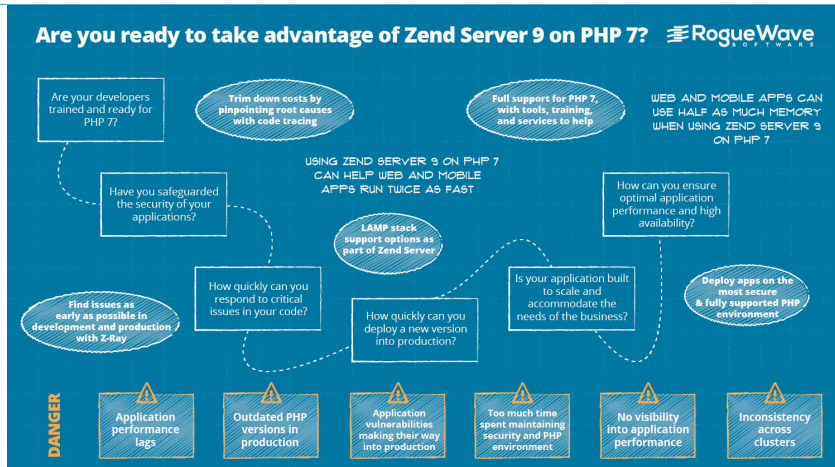 Are you ready to take advantage of Zend Server 9 on PHP 7?
RogueWave
SOFTWARE
Are your developers
trained and ready for
PHP 7?
Trim down costs by
pinpointing root causes
with code tracing
Full support for PHP 7,
with tools, training,
and services to help
WEB AND MOBILE APPS CAN
USE HALF AS MUCH MEMORY
WHEN USING ZEND SERVER 9
ON PHP 7
USING ZEND SERVER 9 ON PHP 7
CAN HELP WEB AND MOBILE
APPS RUN TWICE AS FAST
Have you safeguarded
the security of your
applications?
How can you ensure
optimal application
performance and high
availability?
LAMP stack
support options as
part of Zend Server
How quickly can you
respond to critical
issues in your code?
Is your application built
to scale and
accommodate the
needs of the business?
Deploy apps on the
most secure
& fully supported PHP
environment
Find issues as
early as possible in
development and production
with Z-Ray
How quickly can you
deploy a new version
into production?
DANGER
Application
performance
lags
Outdated PHP
versions in
production
Application
vulnerabilities
making their way
into production
Too much time
spent maintaining
security and PHP
environment
No visibility
into application
performance
Inconsistency
across
clusters